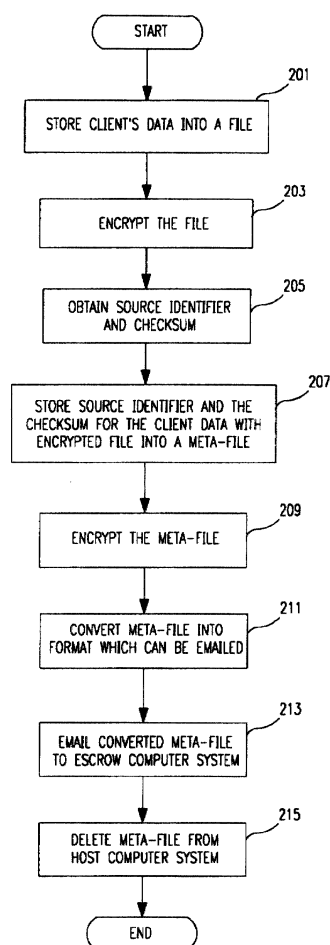 START
201
STORE CLIENT'S DATA INTO A FILE
203
ENCRYPT THE FILE
205
OBTAIN SOURCE IDENTIFIER
AND CHECKSUM
207
STORE SOURCE IDENTIFIER AND THE
CHECKSUM FOR THE CLIENT DATA WITH
ENCRYPTED FILE INTO A META-FILE
209
ENCRYPT THE META-FILE
211
CONVERT META-FILE INTO
FORMAT WHICH CAN BE EMAILED
213
EMAIL CONVERTED META-FILE
TO ESCROW COMPUTER SYSTEM
215
DELETE META-FILE FROM
HOST COMPUTER SYSTEM
END